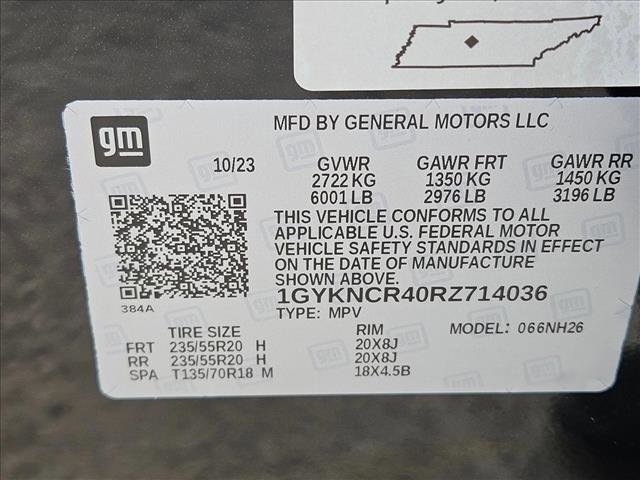 MFD BY GENERAL MOTORS LLC
gm
10/23 GVWR GAWR FRT GAWR RR
2722 KG 1350 KG 1450 KG
6001 LB 2976 LB 3196 LB
THIS VEHICLE CONFORMS TO ALL
APPLICABLE U.S. FEDERAL MOTOR
VEHICLE SAFETY STANDARDS IN EFFECT
ON THE DATE OF MANUFACTURE
SHOWN ABOVE.
384A
1GYKNCR40RZ714036
TYPE: MPV MODEL: 066NH26
TIRE SIZE RIM
FRT 235/55R20 H 20X8J
RR 235/55R20 H 20X8J
SPA T135/70R18 M 18X4.5B